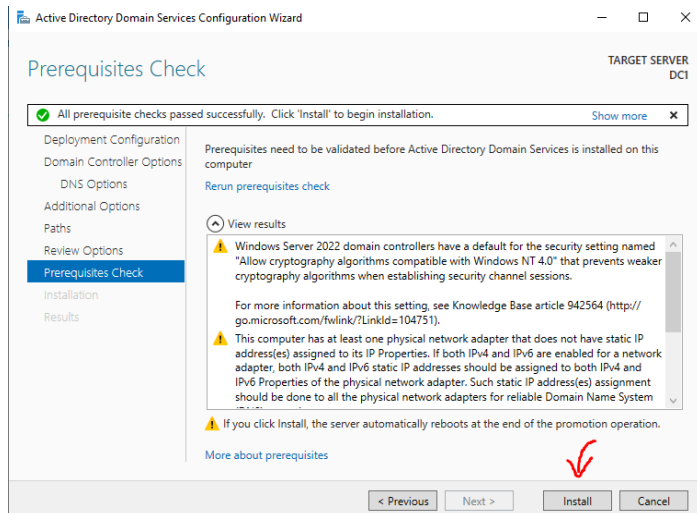 Active Directory Domain Services Configuration Wizard
Prerequisites Check
TARGET SERVER
DC1
All prerequisite checks passed successfully. Click 'Install' to begin installation.
Show more
Deployment Configuration
Domain Controller Options
DNS Options
Additional Options
Paths
Review Options
Prerequisites Check
Installation
Results
Prerequisites need to be validated before Active Directory Domain Services is installed on this
computer
Rerun prerequisites check
View results
Windows Server 2022 domain controllers have a default for the security setting named
"Allow cryptography algorithms compatible with Windows NT 4.0" that prevents weaker
cryptography algorithms when establishing security channel sessions.
For more information about this setting, see Knowledge Base article 942564 (http://
go.microsoft.com/fwlink/?LinkId=104751).
This computer has at least one physical network adapter that does not have static IP
address(es) assigned to its IP Properties. If both IPv4 and IPv6 are enabled for a network
adapter, both IPv4 and IPv6 static IP addresses should be assigned to both IPv4 and
IPv6 Properties of the physical network adapter. Such static IP address(es) assignment
should be done to all the physical network adapters for reliable Domain Name System
If you click Install, the server automatically reboots at the end of the promotion operation.
More about prerequisites
< Previous
Next >
Install
Cancel